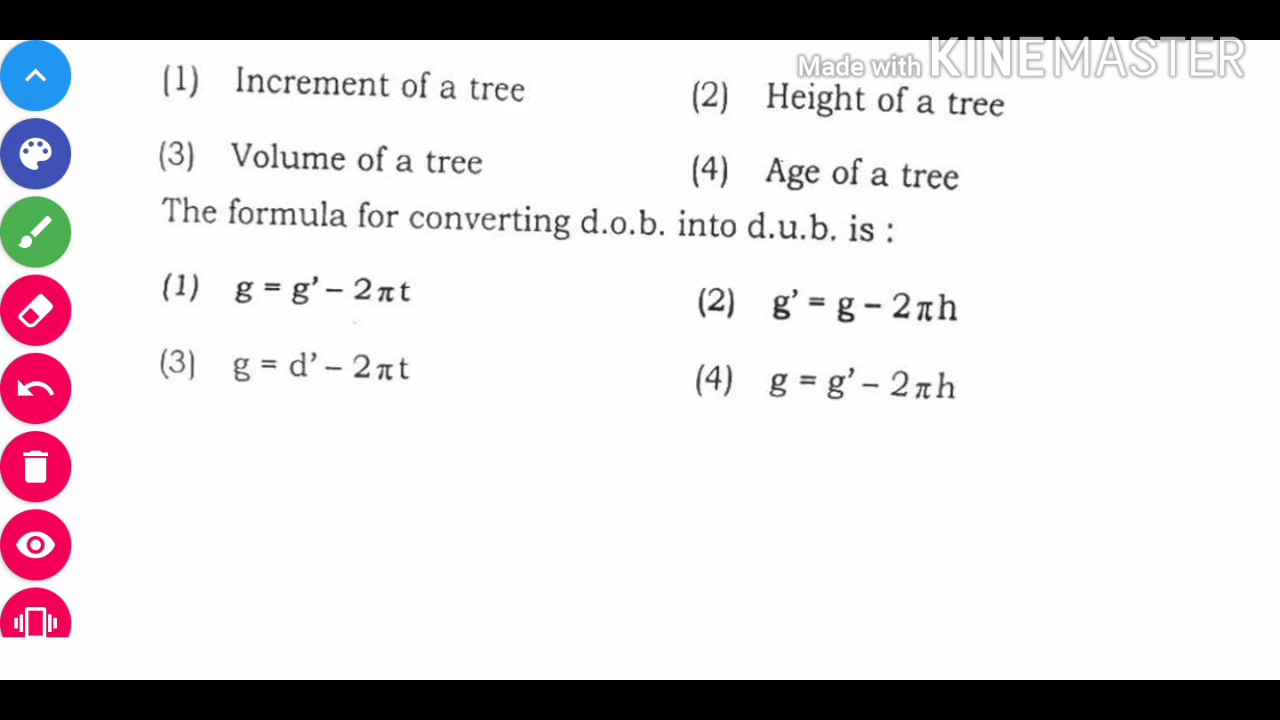 Made with KINEMASTER
(1) Increment of a tree (2) Height of a tree
(3) Volume of a tree (4) Age of a tree
The formula for converting d.o.b. into d.u.b. is :
(1) g = g’ – 2πt (2) g’ = g – 2πh
(3) g = d’ – 2πt (4) g = g’ – 2πh